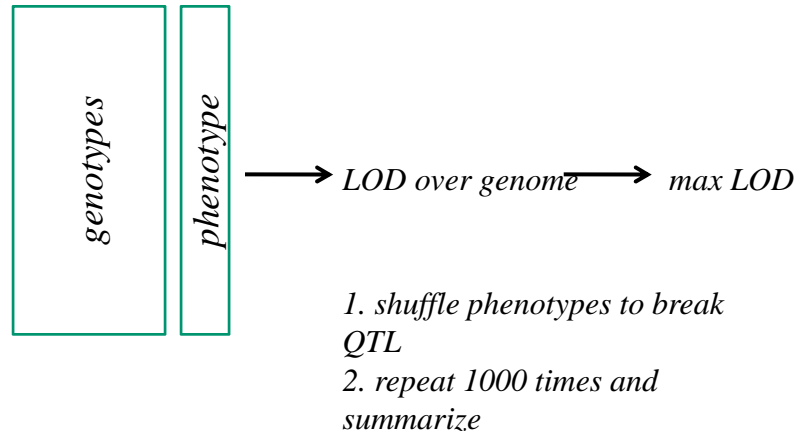 genotypes
phenotype
LOD over genome
max LOD
1. shuffle phenotypes to break
QTL
2. repeat 1000 times and
summarize